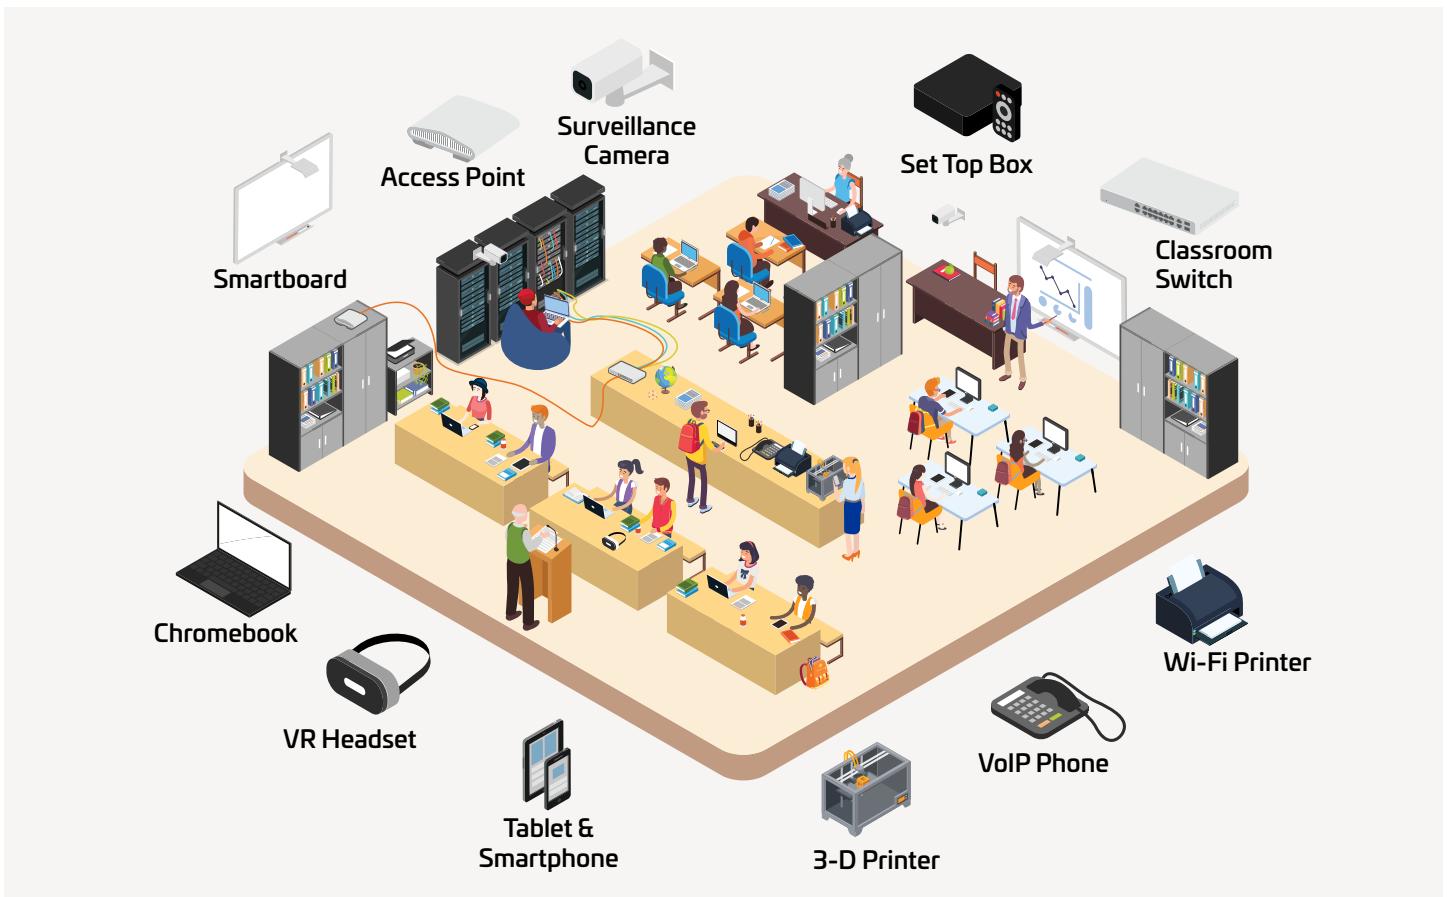 Surveillance
Camera
Set Top Box
Access Point
Smartboard
Classroom
Switch
Chromebook
Wi-Fi Printer
VR Headset
VoIP Phone
Tablet &
Smartphone
3-D Printer